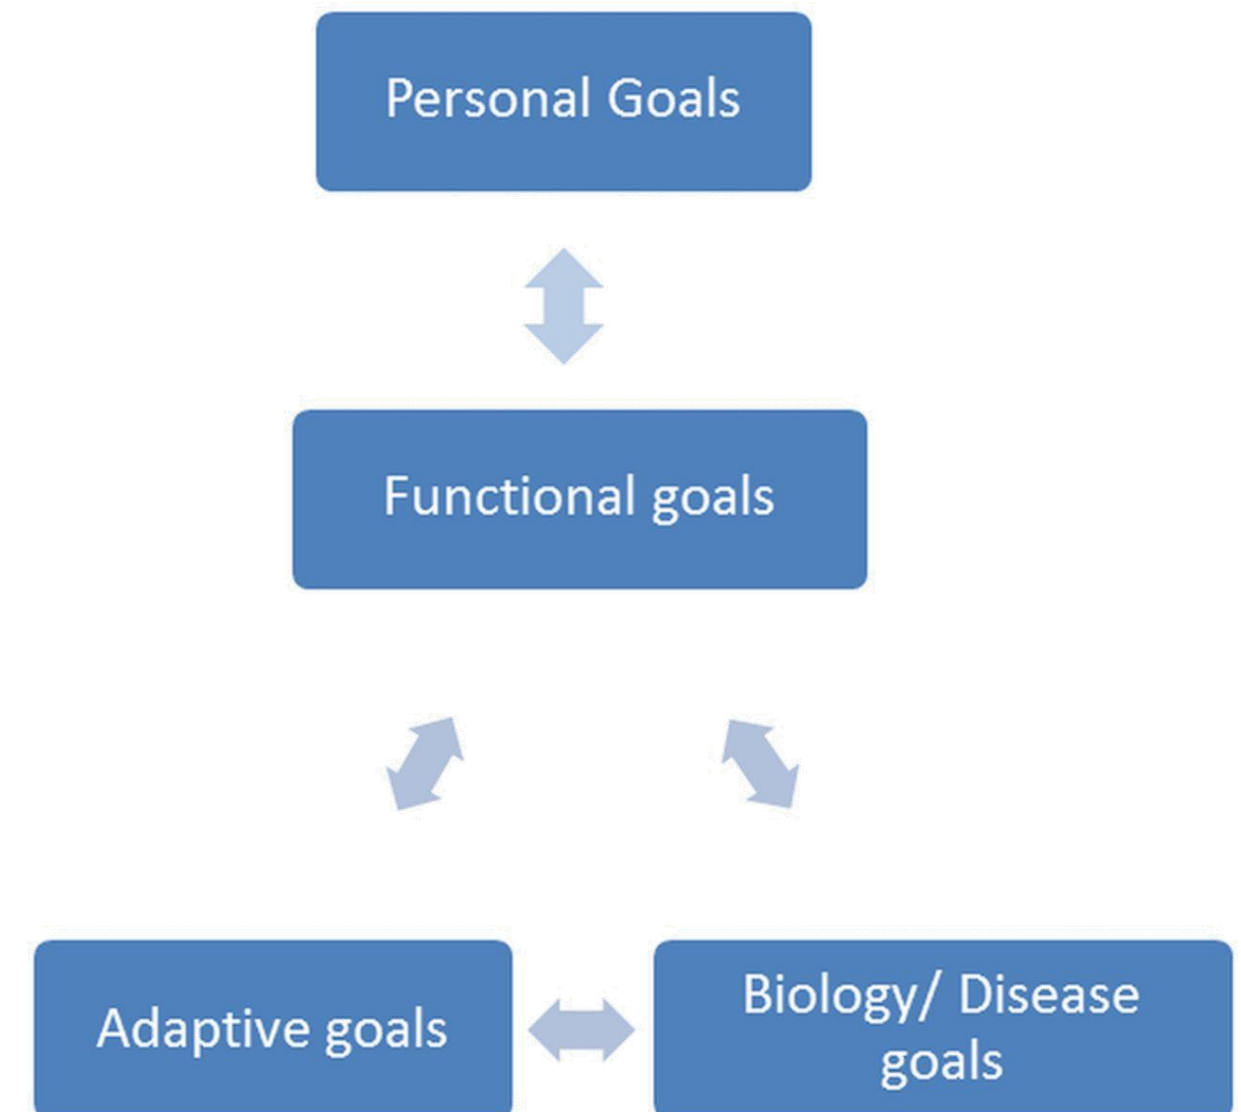 Personal Goals
Functional goals
Adaptive goals
Biology/ Disease
goals